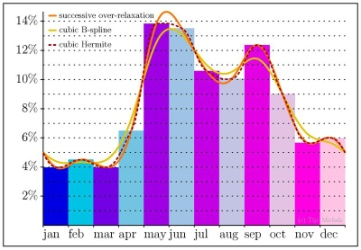 14%
successive over-relaxation
cubic B-spline
12%
cubic Hermite
10%
8%
6%
4%
2%
jan feb mar apr may jun jul aug sep oct nov dec